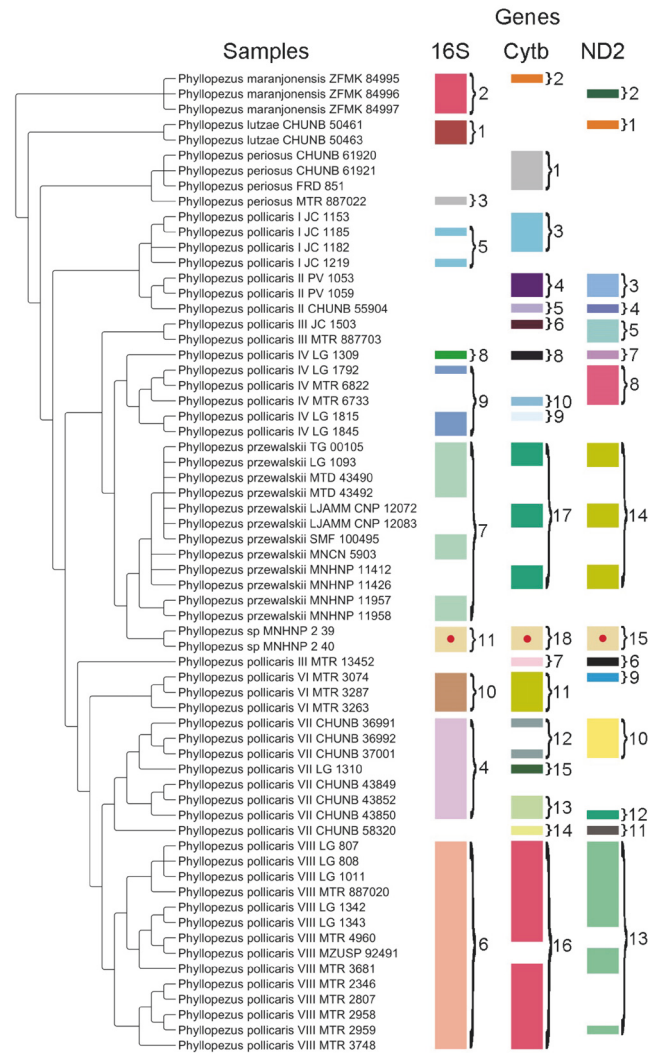 Genes
Samples 16S Cytb ND2
Phyllopezus maranjonensis ZFMK 84995 2
Phyllopezus maranjonensis ZFMK 84996 2 2
Phyllopezus maranjonensis ZFMK 84997
Phyllopezus lutzae CHUNB 50461 1
Phyllopezus lutzae CHUNB 50463 1
Phyllopezus periosus CHUNB 61920
Phyllopezus periosus CHUNB 61921 1
Phyllopezus periosus FRD 851
Phyllopezus periosus MTR 887022 3
Phyllopezus pollicaris I JC 1153
Phyllopezus pollicaris I JC 1185 3
Phyllopezus pollicaris I JC 1182 5
Phyllopezus pollicaris I JC 1219
Phyllopezus pollicaris II PV 1053 4 3
Phyllopezus pollicaris II PV 1059
Phyllopezus pollicaris II CHUNB 55904 5 4
Phyllopezus pollicaris III JC 1503 6 5
Phyllopezus pollicaris III MTR 887703
Phyllopezus pollicaris IV LG 1309 8 8 7
Phyllopezus pollicaris IV LG 1792
Phyllopezus pollicaris IV MTR 6822 8
Phyllopezus pollicaris IV MTR 6733 9 10
Phyllopezus pollicaris IV LG 1815 9
Phyllopezus pollicaris IV LG 1845
Phyllopezus przewalskii TG 00105
Phyllopezus przewalskii LG 1093
Phyllopezus przewalskii MTD 43490
Phyllopezus przewalskii MTD 43492
Phyllopezus przewalskii LJAMM CNP 12072 17 14
Phyllopezus przewalskii LJAMM CNP 12083 7
Phyllopezus przewalskii SMF 100495
Phyllopezus przewalskii MNCN 5903
Phyllopezus przewalskii MNHNP 11412
Phyllopezus przewalskii MNHNP 11426
Phyllopezus przewalskii MNHNP 11957
Phyllopezus przewalskii MNHNP 11958
Phyllopezus sp MNHNP 2 39 11 18 15
Phyllopezus sp MNHNP 2 40
Phyllopezus pollicaris III MTR 13452 7 6
Phyllopezus pollicaris VI MTR 3074 9
Phyllopezus pollicaris VI MTR 3287 10 11
Phyllopezus pollicaris VI MTR 3263
Phyllopezus pollicaris VII CHUNB 36991
Phyllopezus pollicaris VII CHUNB 36992 12 10
Phyllopezus pollicaris VII CHUNB 37001
Phyllopezus pollicaris VII LG 1310 4 15
Phyllopezus pollicaris VII CHUNB 43849
Phyllopezus pollicaris VII CHUNB 43852 13
Phyllopezus pollicaris VII CHUNB 43850 12
Phyllopezus pollicaris VII CHUNB 58320 14 11
Phyllopezus pollicaris VIII LG 807
Phyllopezus pollicaris VIII LG 808
Phyllopezus pollicaris VIII LG 1011
Phyllopezus pollicaris VIII MTR 887020
Phyllopezus pollicaris VIII LG 1342
Phyllopezus pollicaris VIII LG 1343
Phyllopezus pollicaris VIII MTR 4960 6 16 13
Phyllopezus pollicaris VIII MZUSP 92491
Phyllopezus pollicaris VIII MTR 3681
Phyllopezus pollicaris VIII MTR 2346
Phyllopezus pollicaris VIII MTR 2807
Phyllopezus pollicaris VIII MTR 2958
Phyllopezus pollicaris VIII MTR 2959
Phyllopezus pollicaris VIII MTR 3748